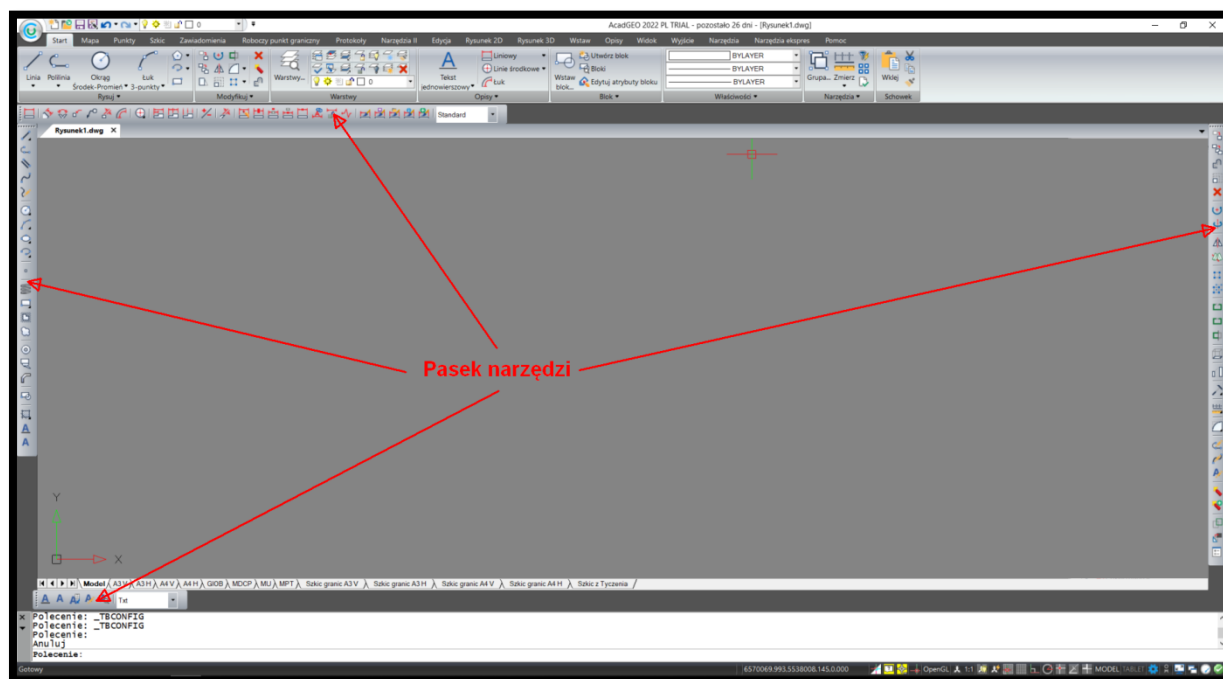 0
AcadGEO 2022 PL TRIAL - pozostało 26 dni - [Rysunek1.dwg]
Start Mapa Punkty Szkic Zawiadomienia Roboczy punkt graniczny Protokoły Narzędzia II Edycja Rysunek 2D Rysunek 3D Wstaw Opisy Widok Wyjście Narzędzia Narzędzia ekspres Pomoc
Linia Polilinia Okrąg Środek-Promień Łuk 3-punkty
Warstwy...
0
Tekst jednowierszowy
Liniowy
Linie środkowe
Łuk
Wstaw blok...
Utwórz blok
Bloki
Edytuj atrybuty bloku
BYLAYER
BYLAYER
BYLAYER
Grupa... Zmierz
Wklej
Rysuj Modyfikuj Warstwy Opisy Blok Właściwości Narzędzia Schowek
Standard
Rysunek1.dwg X
Pasek narzędzi
Y
X
Model A3 V A3 H A4 V A4 H GIOB MDCP MU MPT Szkic granic A3 V Szkic granic A3 H Szkic granic A4 V Szkic granic A4 H Szkic z Tyczenia
Txt
Polecenie: _TBCONFIG
Polecenie: _TBCONFIG
Polecenie:
Anuluj
Polecenie:
Gotowy
6570069.993,5538008.145,0.000 OpenGL 1:1 MODEL TABLET